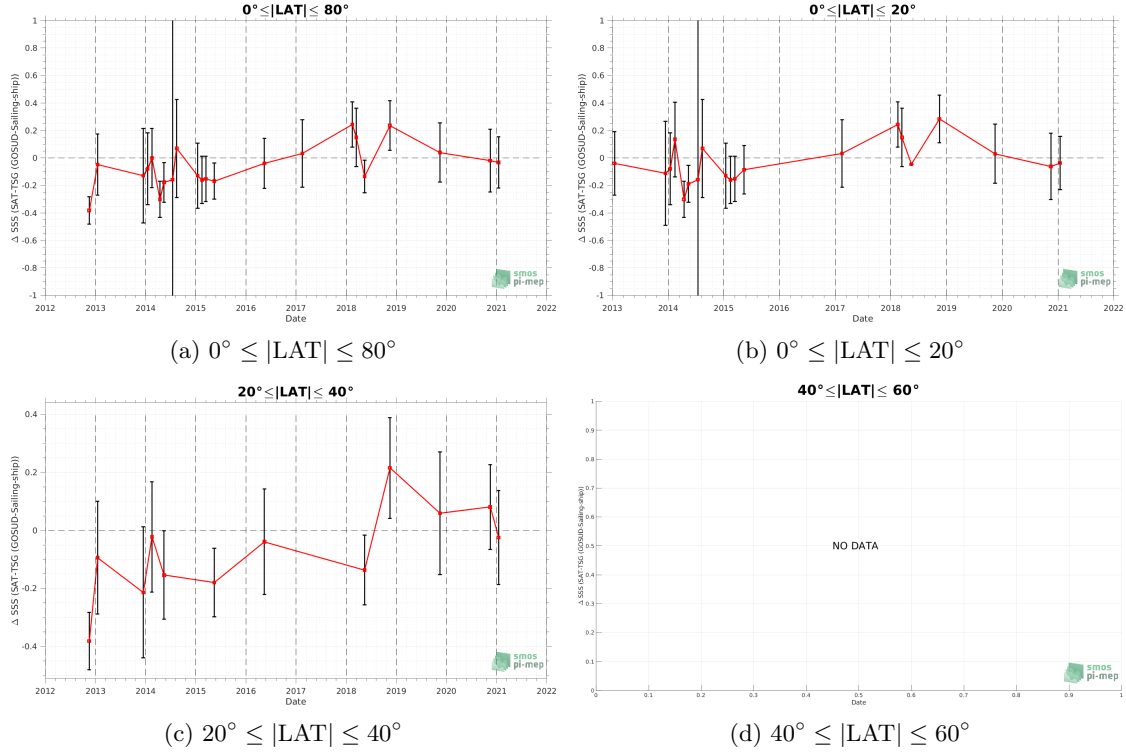 0°≤|LAT|≤ 80°
1
0.8
0.6
0.4
0.2
0
-0.2
-0.4
-0.6
-0.8
-1
Δ SSS (SAT-TSG (GOSUD-Sailing-ship))
2012 2013 2014 2015 2016 2017 2018 2019 2020 2021 2022
Date
smos
pi-mep
(a) 0° ≤ |LAT| ≤ 80°
0°≤|LAT|≤ 20°
1
0.8
0.6
0.4
0.2
0
-0.2
-0.4
-0.6
-0.8
-1
Δ SSS (SAT-TSG (GOSUD-Sailing-ship))
2013 2014 2015 2016 2017 2018 2019 2020 2021 2022
Date
smos
pi-mep
(b) 0° ≤ |LAT| ≤ 20°
20°≤|LAT|≤ 40°
0.4
0.2
0
-0.2
-0.4
Δ SSS (SAT-TSG (GOSUD-Sailing-ship))
2012 2013 2014 2015 2016 2017 2018 2019 2020 2021 2022
Date
smos
pi-mep
(c) 20° ≤ |LAT| ≤ 40°
40°≤|LAT|≤ 60°
1
0.9
0.8
0.7
0.6
0.5
0.4
0.3
0.2
0.1
0
Δ SSS (SAT-TSG (GOSUD-Sailing-ship))
NO DATA
0 0.1 0.2 0.3 0.4 0.5 0.6 0.7 0.8 0.9 1
Date
smos
pi-mep
(d) 40° ≤ |LAT| ≤ 60°